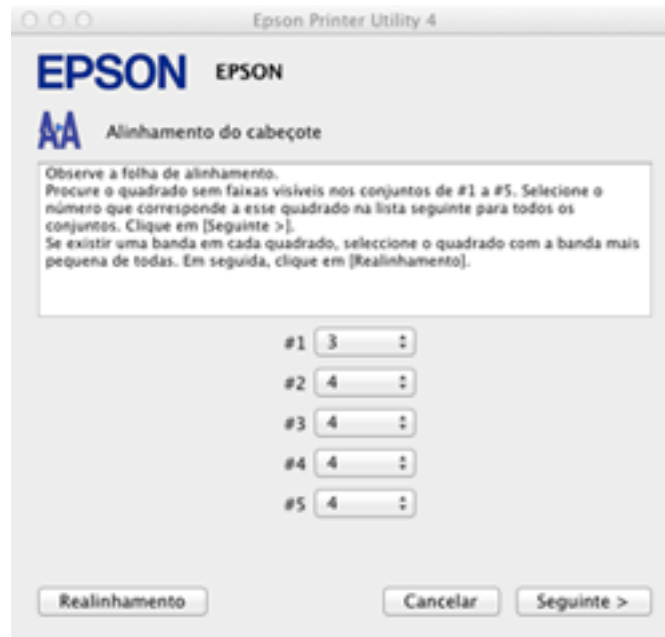 Epson Printer Utility 4
EPSON EPSON
Alinhamento do cabeçote
Observe a folha de alinhamento.
Procure o quadrado sem faixas visíveis nos conjuntos de #1 a #5. Selecione o
número que corresponde a esse quadrado na lista seguinte para todos os
conjuntos. Clique em [Seguinte >].
Se existir uma banda em cada quadrado, seleccione o quadrado com a banda mais
pequena de todas. Em seguida, clique em [Realinhamento].
#1 3
#2 4
#3 4
#4 4
#5 4
Realinhamento Cancelar Seguinte >